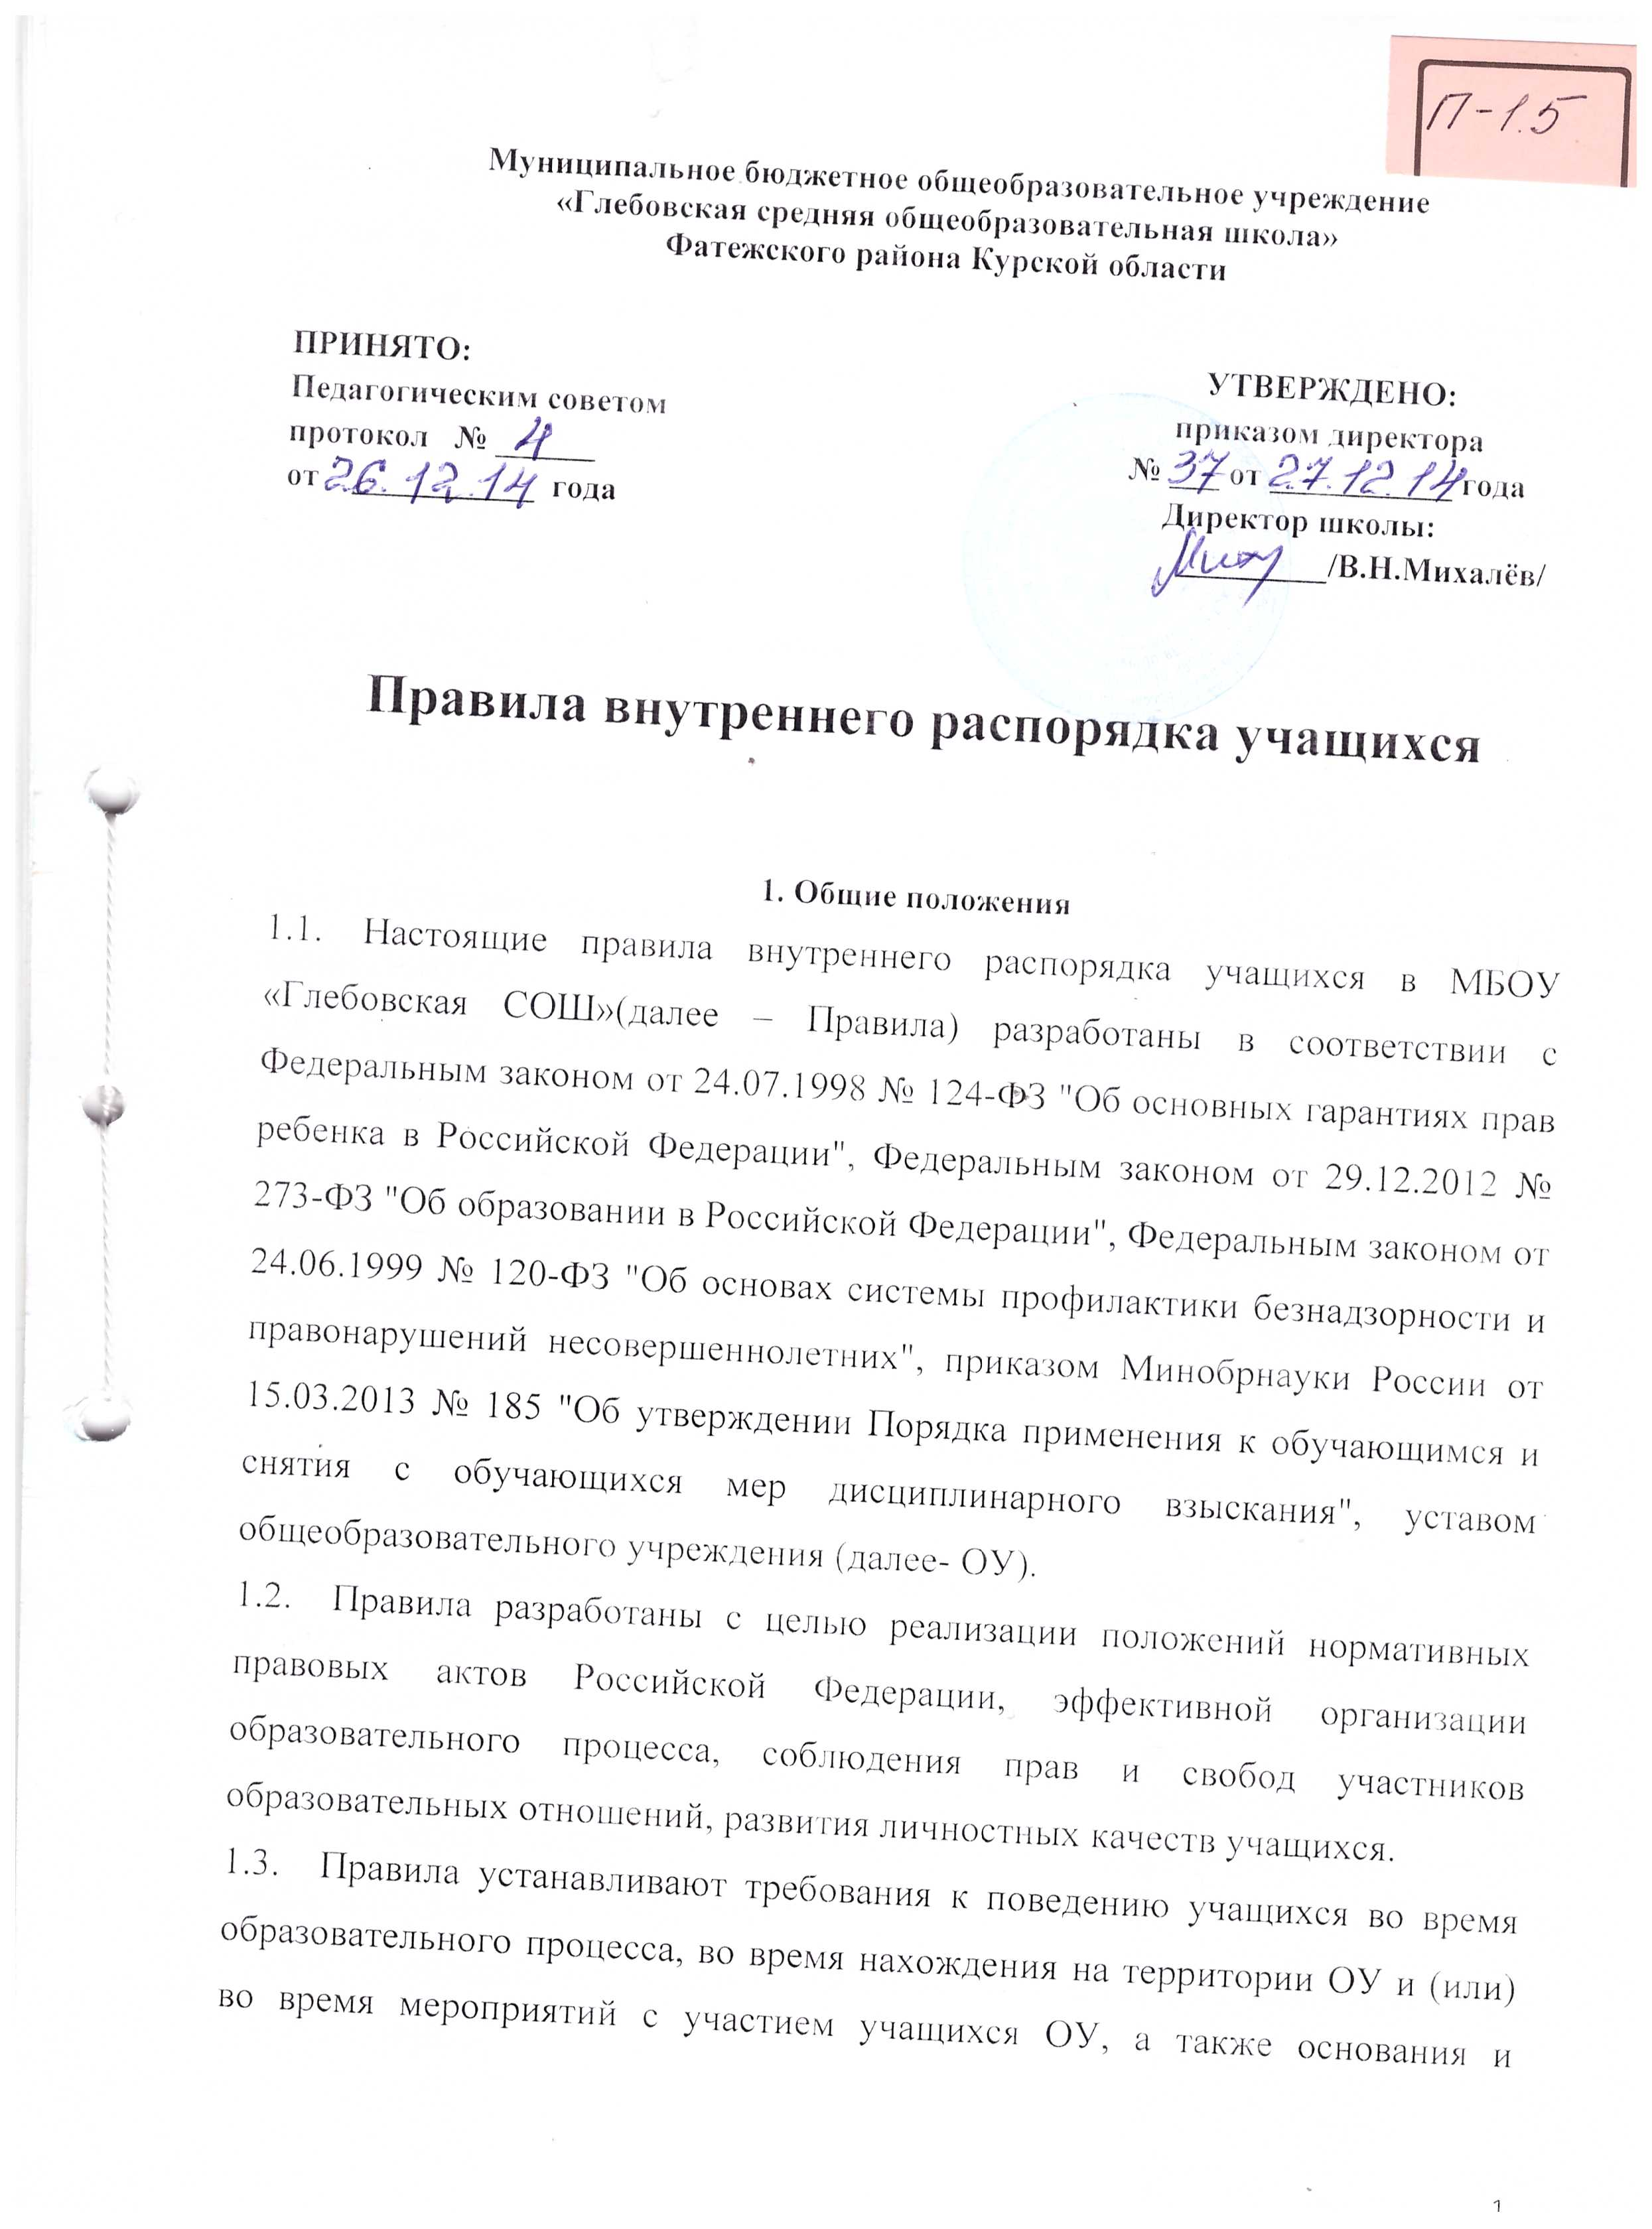 П-1.5
Муниципальное бюджетное общеобразовательное учреждение
«Глебовская средняя общеобразовательная школа»
Фатежского района Курской области
ПРИНЯТО:
Педагогическим советом
протокол № 4
от 26.12.14 года
УТВЕРЖДЕНО:
приказом директора
№ 37 от 27.12.14 года
Директор школы:
/В.Н.Михалёв/
Правила внутреннего распорядка учащихся
1. Общие положения
1.1. Настоящие правила внутреннего распорядка учащихся в МБОУ
«Глебовская СОШ»(далее – Правила) разработаны в соответствии с
Федеральным законом от 24.07.1998 № 124-ФЗ "Об основных гарантиях прав
ребенка в Российской Федерации", Федеральным законом от 29.12.2012 №
273-ФЗ "Об образовании в Российской Федерации", Федеральным законом от
24.06.1999 № 120-ФЗ "Об основах системы профилактики безнадзорности и
правонарушений несовершеннолетних", приказом Минобрнауки России от
15.03.2013 № 185 "Об утверждении Порядка применения к обучающимся и
снятия с обучающихся мер дисциплинарного взыскания", уставом
общеобразовательного учреждения (далее- ОУ).
1.2. Правила разработаны с целью реализации положений нормативных
правовых актов Российской Федерации, эффективной организации
образовательного процесса, соблюдения прав и свобод участников
образовательных отношений, развития личностных качеств учащихся.
1.3. Правила устанавливают требования к поведению учащихся во время
образовательного процесса, во время нахождения на территории ОУ и (или)
во время мероприятий с участием учащихся ОУ, а также основания и
1